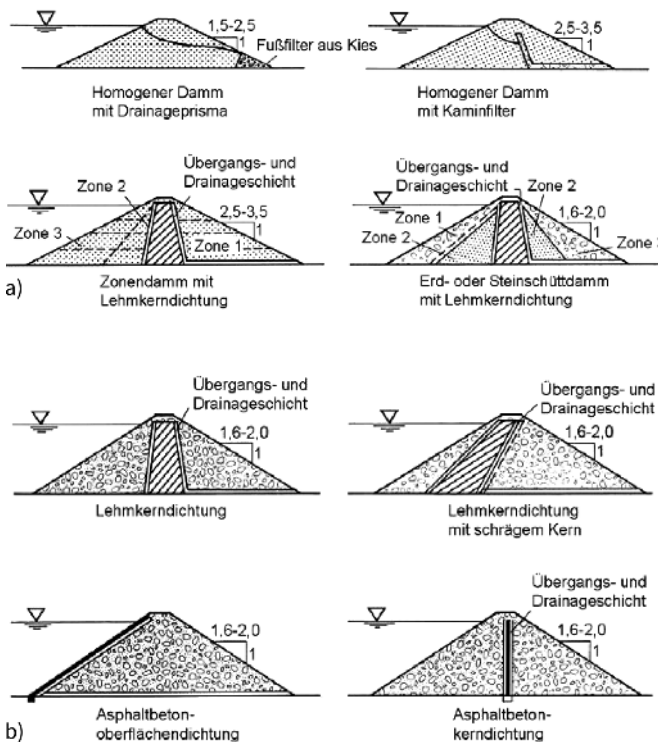 1,5-2,5
1
Fußfilter aus Kies
Homogener Damm
mit Drainageprisma
2,5-3,5
1
Homogener Damm
mit Kaminfilter
Übergangs- und
Drainageschicht
Zone 2
2,5-3,5
1
Zone 3
Zone 1
Zonendamm mit
Lehmkerndichtung
Übergangs- und
Drainageschicht
Zone 2
Zone 1
1,6-2,0
1
Zone 2
Zone 3
Erd- oder Steinschüttdamm
mit Lehmkerndichtung
a)
Übergangs- und
Drainageschicht
1,6-2,0
1
Lehmkerndichtung
Übergangs- und
Drainageschicht
1,6-2,0
1
Lehmkerndichtung
mit schrägem Kern
1,6-2,0
1
Asphaltbeton-
oberflächendichtung
Übergangs- und
Drainageschicht
1,6-2,0
1
Asphaltbeton-
kerndichtung
b)